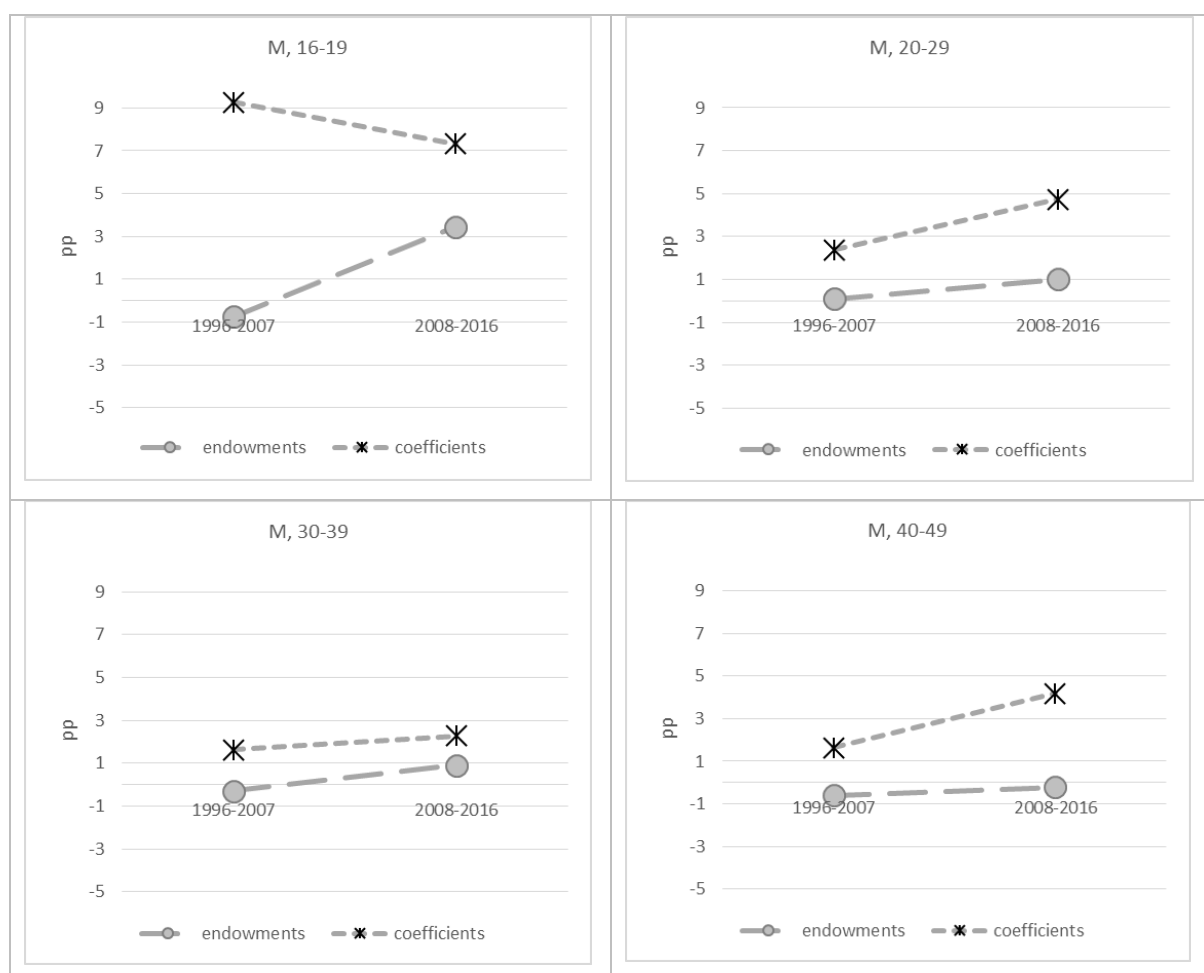 M, 16-19
9
7
5
3
1
-1
-3
-5
pp
1996-2007
2008-2016
endowments
coefficients
M, 20-29
9
7
5
3
1
-1
-3
-5
pp
1996-2007
2008-2016
endowments
coefficients
M, 30-39
9
7
5
3
1
-1
-3
-5
pp
1996-2007
2008-2016
endowments
coefficients
M, 40-49
9
7
5
3
1
-1
-3
-5
pp
1996-2007
2008-2016
endowments
coefficients